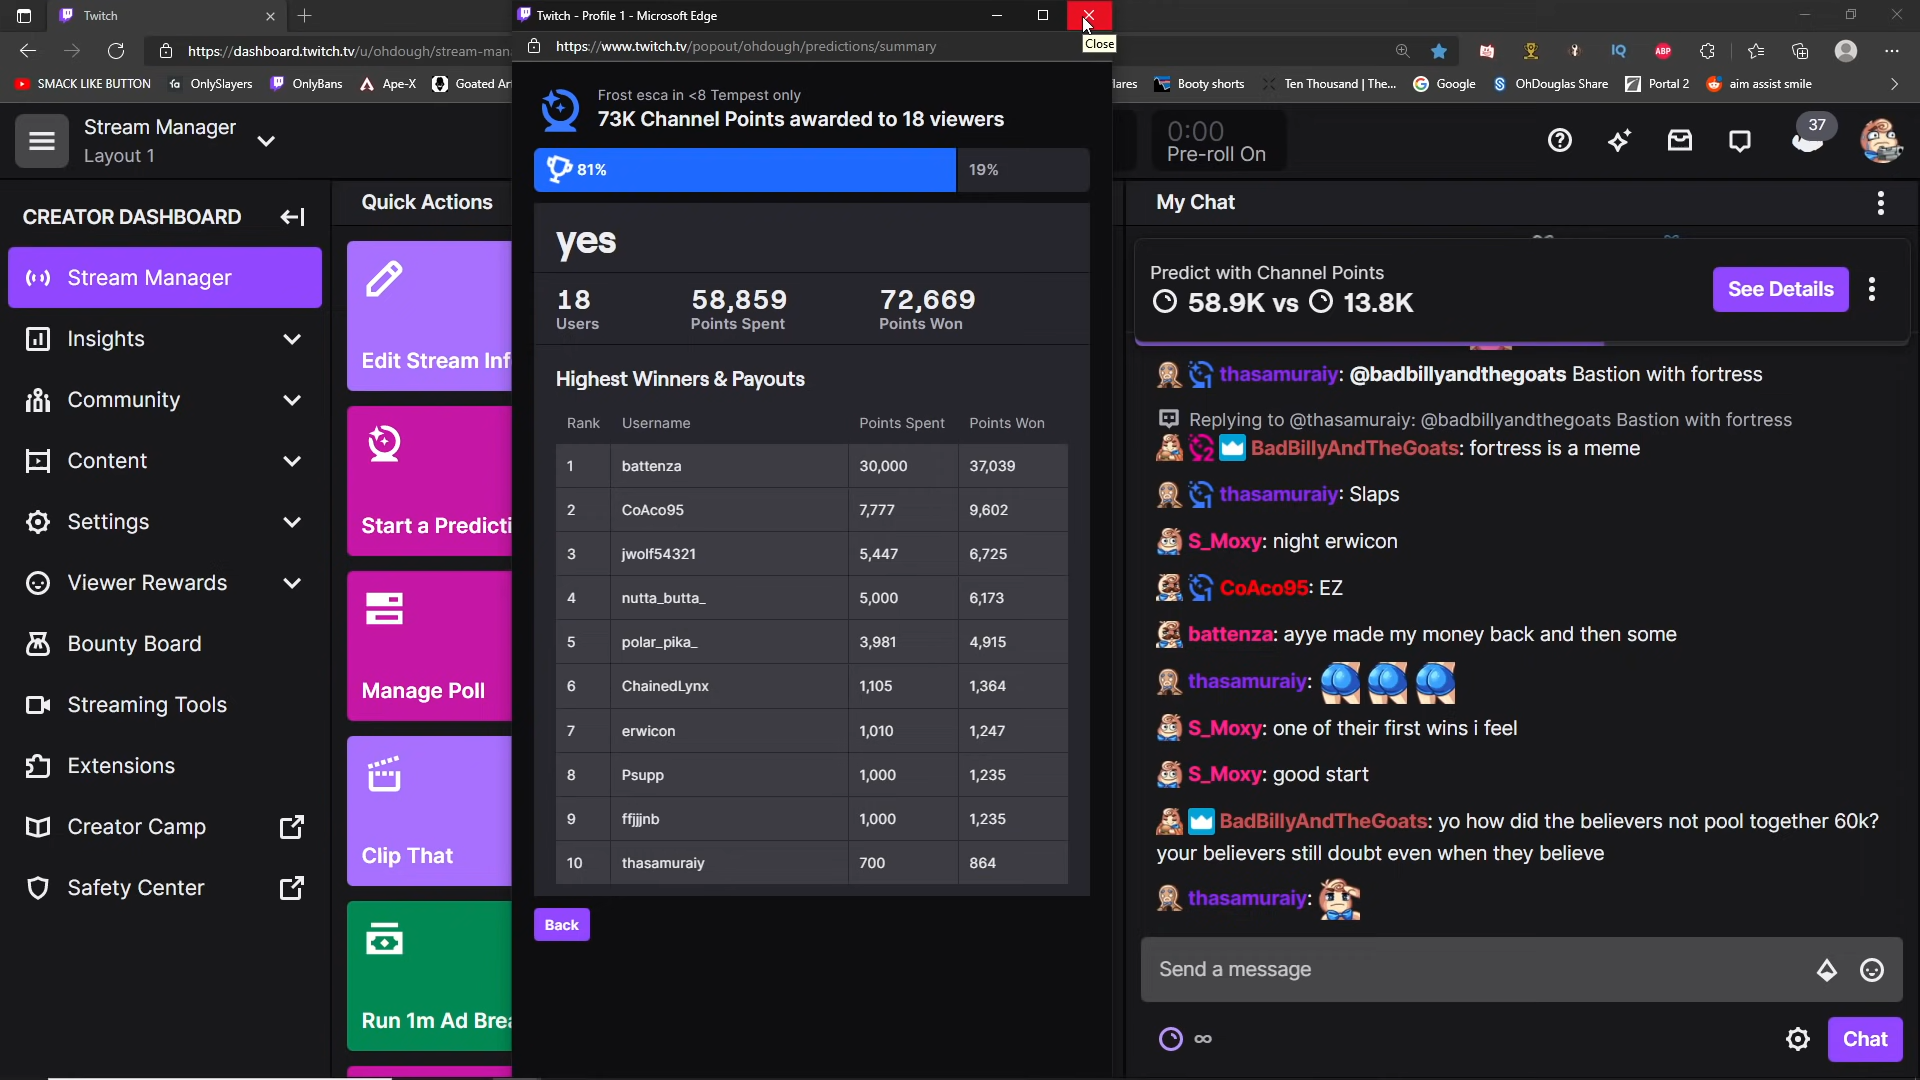 Twitch
Twitch - Profile 1 - Microsoft Edge
Close
https://dashboard.twitch.tv/u/ohdough/stream-man
https://www.twitch.tv/popout/ohdough/predictions/summary
SMACK LIKE BUTTON
OnlySlayers
OnlyBans
Ape-X
Goated Ar
lares
Booty shorts
Ten Thousand | The...
Google
OhDouglas Share
Portal 2
aim assist smile
IQ
ABP
Stream Manager
Layout 1
0:00
Pre-roll On
37
CREATOR DASHBOARD
Stream Manager
Insights
Community
Content
Settings
Viewer Rewards
Bounty Board
Streaming Tools
Extensions
Creator Camp
Safety Center
Quick Actions
Edit Stream Inf
Start a Predicti
Manage Poll
Clip That
Run 1m Ad Brea
Frost esca in <8 Tempest only
73K Channel Points awarded to 18 viewers
81%
19%
yes
18 58,859 72,669
Users Points Spent Points Won
Highest Winners & Payouts
Rank Username Points Spent Points Won
1 battenza 30,000 37,039
2 CoAco95 7,777 9,602
3 jwolf54321 5,447 6,725
4 nutta_butta_ 5,000 6,173
5 polar_pika_ 3,981 4,915
6 ChainedLynx 1,105 1,364
7 erwicon 1,010 1,247
8 Psupp 1,000 1,235
9 ffjjjnb 1,000 1,235
10 thasamuraiy 700 864
Back
My Chat
Predict with Channel Points
58.9K vs 13.8K
See Details
thasamuraiy: @badbillyandthegoats Bastion with fortress
Replying to @thasamuraiy: @badbillyandthegoats Bastion with fortress
BadBillyAndTheGoats: fortress is a meme
thasamuraiy: Slaps
S_Moxy: night erwicon
CoAco95: EZ
battenza: ayye made my money back and then some
thasamuraiy:
S_Moxy: one of their first wins i feel
S_Moxy: good start
BadBillyAndTheGoats: yo how did the believers not pool together 60k?
your believers still doubt even when they believe
thasamuraiy:
Send a message
∞
Chat